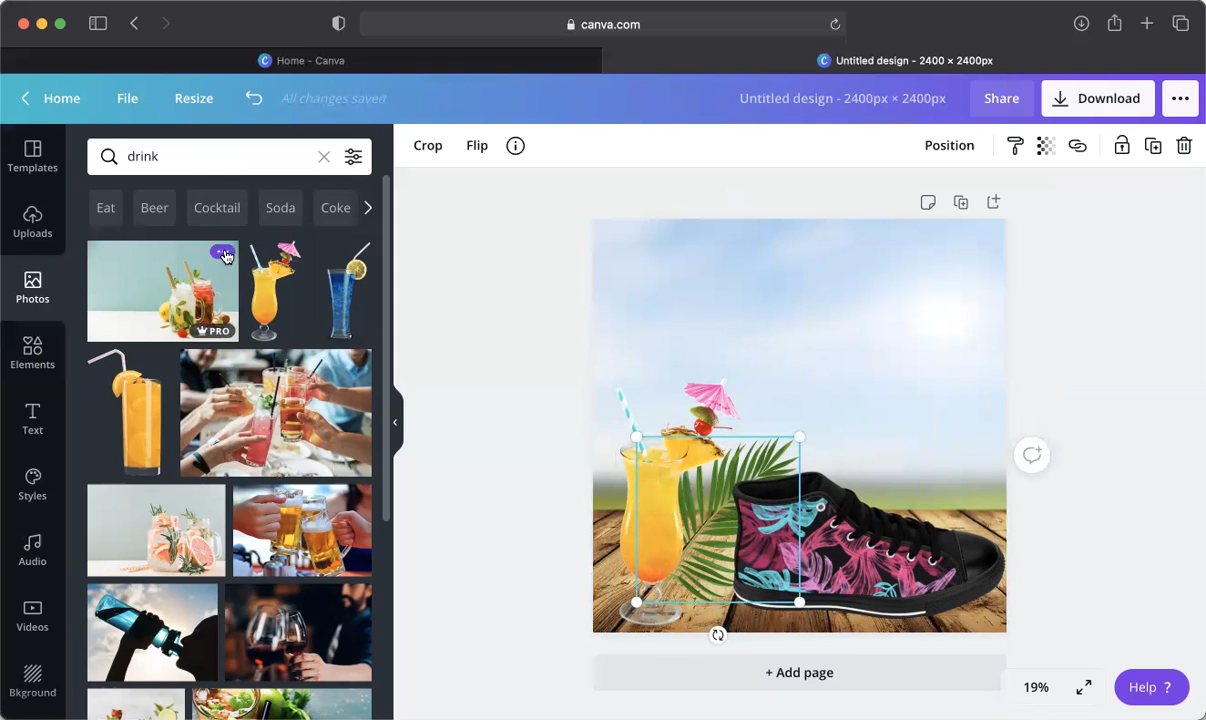 canva.com
Home - Canva
Untitled design - 2400 × 2400px
Home File Resize All changes saved Untitled design - 2400px × 2400px Share Download
Templates
Uploads
Photos
Elements
Text
Styles
Audio
Videos
Bkground
drink
Eat Beer Cocktail Soda Coke
PRO
Crop Flip Position
+ Add page
19%
Help ?